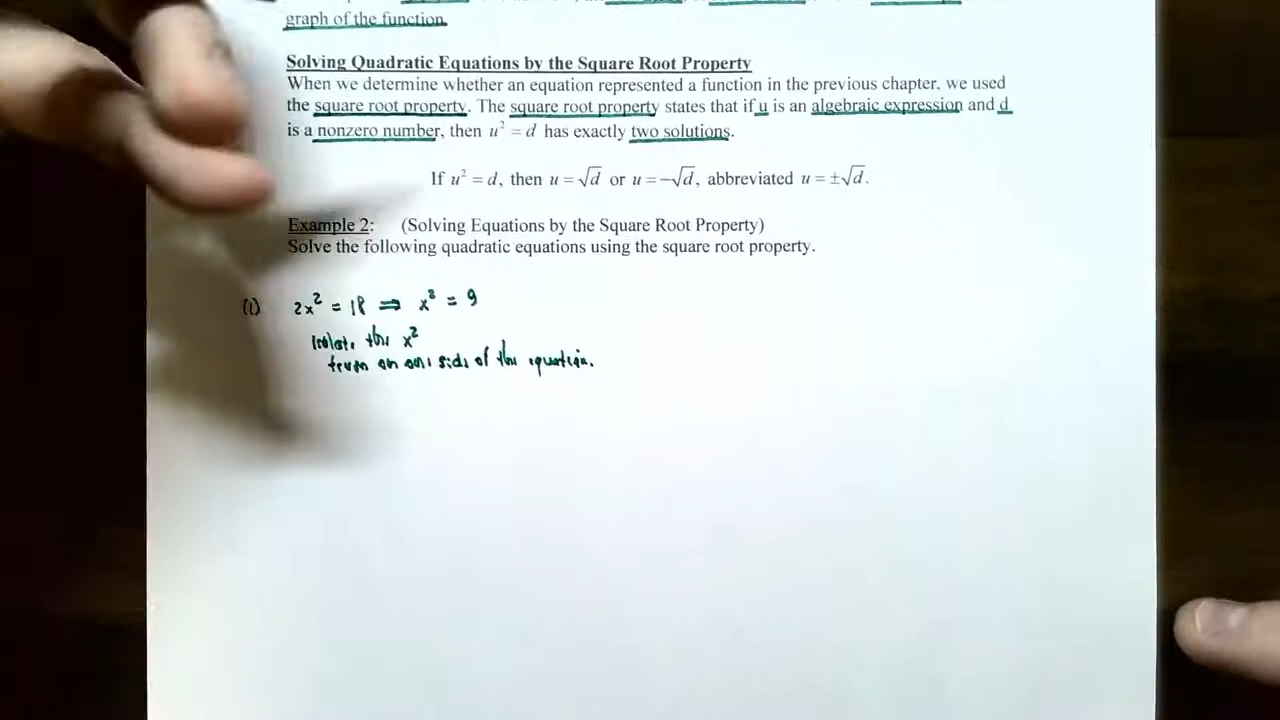 graph of the function.
Solving Quadratic Equations by the Square Root Property
When we determine whether an equation represented a function in the previous chapter, we used
the square root property. The square root property states that if u is an algebraic expression and d
is a nonzero number, then u² = d has exactly two solutions.
If u² = d, then u = √d or u = −√d, abbreviated u = ±√d.
Example 2: (Solving Equations by the Square Root Property)
Solve the following quadratic equations using the square root property.
(1) 2x² = 18 ⇒ x² = 9
Isolate the x²
term on one side of the equation.